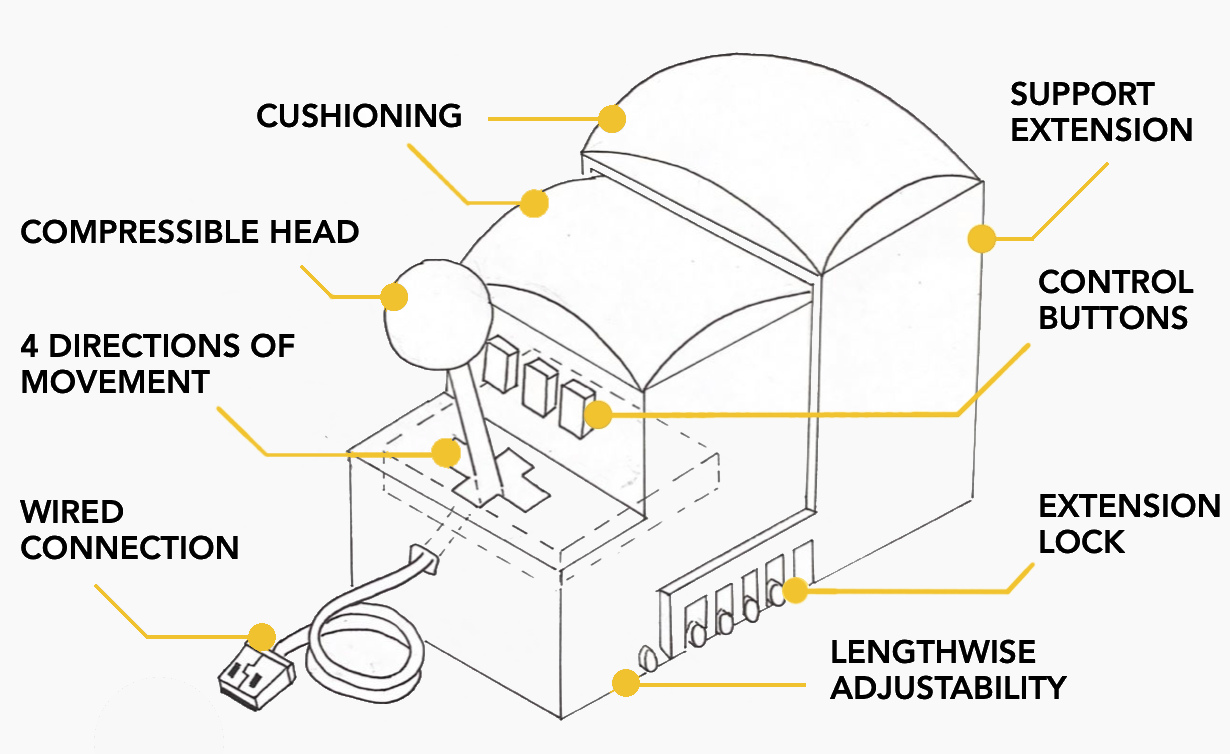 CUSHIONING
SUPPORT
EXTENSION
COMPRESSIBLE HEAD
CONTROL
BUTTONS
4 DIRECTIONS OF
MOVEMENT
WIRED
CONNECTION
EXTENSION
LOCK
LENGTHWISE
ADJUSTABILITY